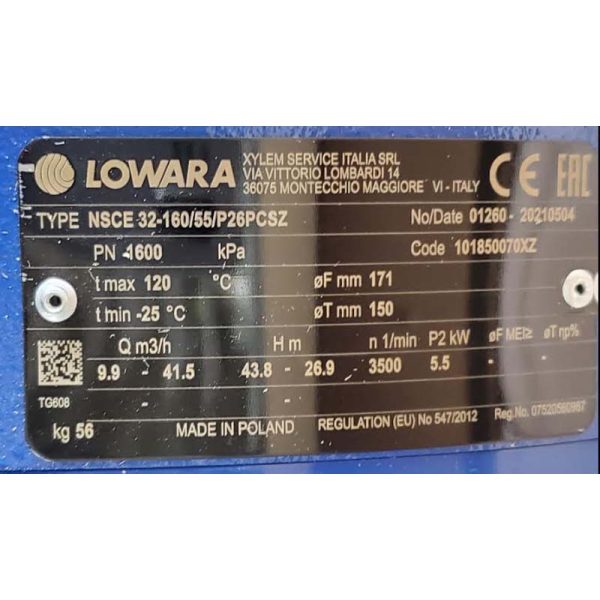 LOWARA
XYLEM SERVICE ITALIA SRL
VIA VITTORIO LOMBARDI 14
36075 MONTECCHIO MAGGIORE VI - ITALY
CE EAC
TYPE NSCE 32-160/55/P26PCSZ No/Date 01260 - 20210504
PN 1600 kPa Code 101850070XZ
t max 120 °C øF mm 171
t min -25 °C øT mm 150
Q m3/h H m n 1/min P2 kW øF MEI≥ øT ηp%
9.9 - 41.5 43.8 - 26.9 3500 5.5
TG608
kg 56 MADE IN POLAND REGULATION (EU) No 547/2012 Reg.No. 07520560967